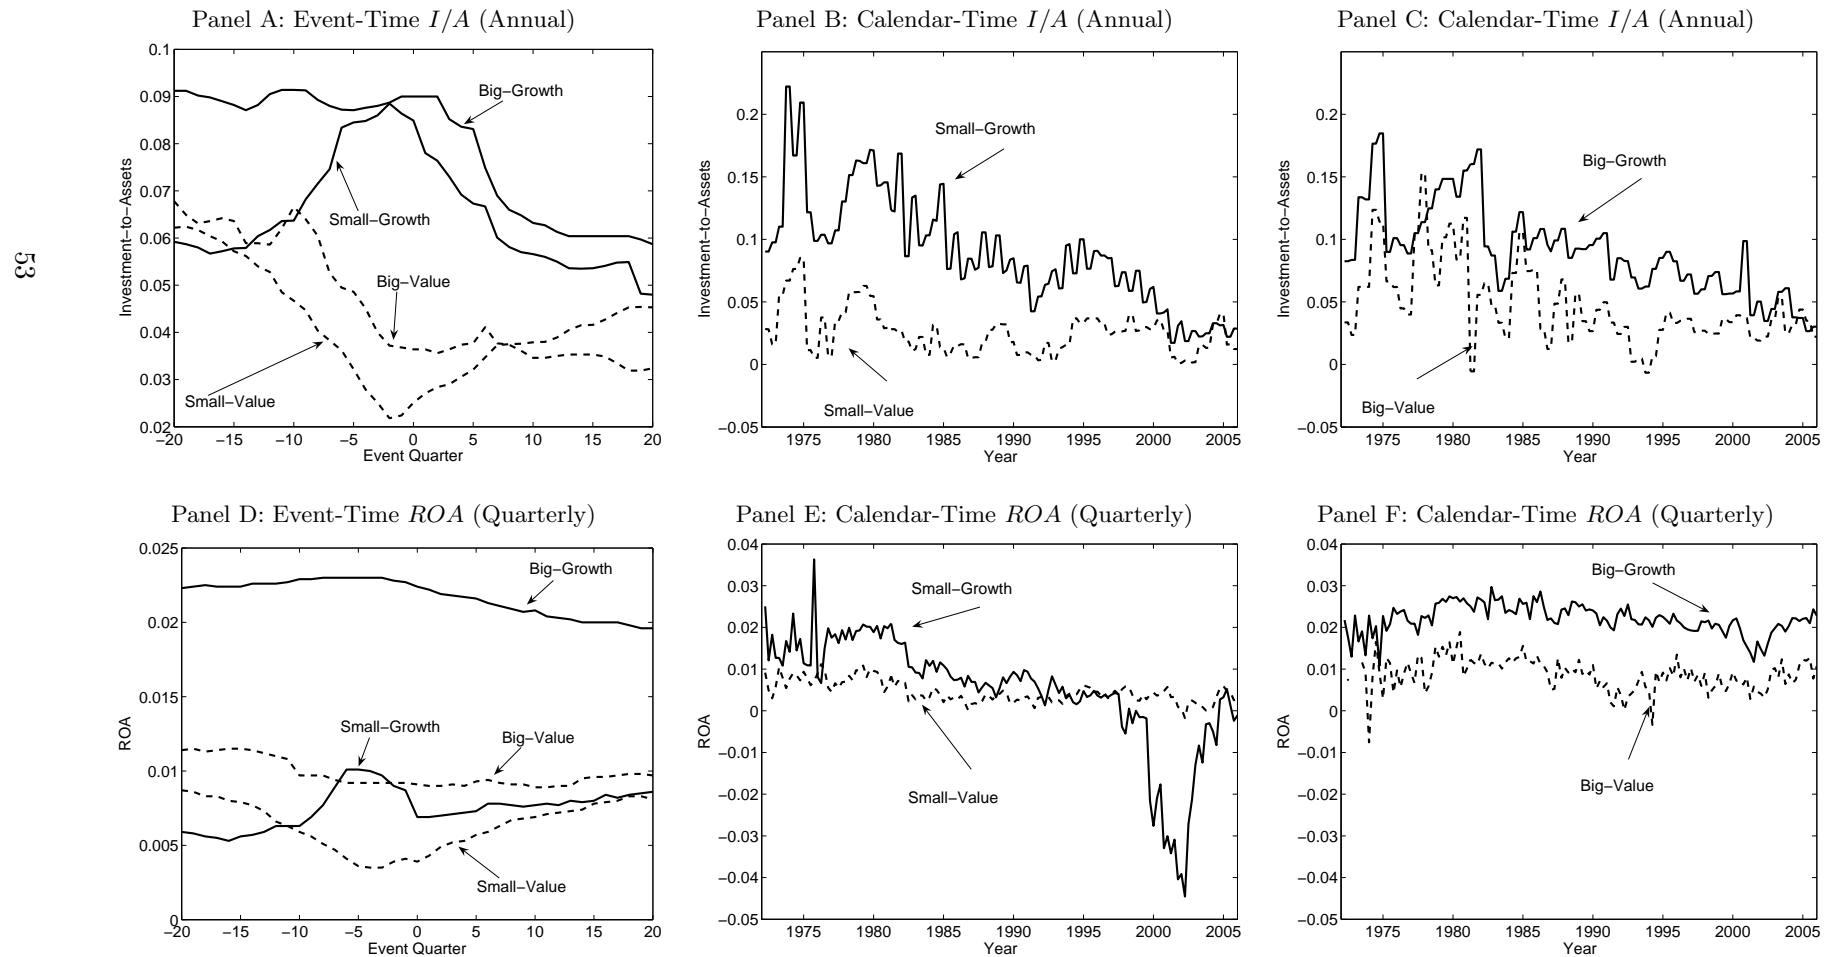 53
Panel A: Event-Time I/A (Annual)
0.1
0.09
0.08
0.07
0.06
0.05
0.04
0.03
0.02
−20
−15
−10
−5
0
5
10
15
20
Investment−to−Assets
Event Quarter
Big−Growth
Small−Growth
Big−Value
Small−Value
Panel B: Calendar-Time I/A (Annual)
0.2
0.15
0.1
0.05
0
−0.05
1975
1980
1985
1990
1995
2000
2005
Investment−to−Assets
Year
Small−Growth
Small−Value
Panel C: Calendar-Time I/A (Annual)
0.2
0.15
0.1
0.05
0
−0.05
1975
1980
1985
1990
1995
2000
2005
Investment−to−Assets
Year
Big−Growth
Big−Value
Panel D: Event-Time ROA (Quarterly)
0.025
0.02
0.015
0.01
0.005
0
−20
−15
−10
−5
0
5
10
15
20
ROA
Event Quarter
Big−Growth
Small−Growth
Big−Value
Small−Value
Panel E: Calendar-Time ROA (Quarterly)
0.04
0.03
0.02
0.01
0
−0.01
−0.02
−0.03
−0.04
−0.05
1975
1980
1985
1990
1995
2000
2005
ROA
Year
Small−Growth
Small−Value
Panel F: Calendar-Time ROA (Quarterly)
0.04
0.03
0.02
0.01
0
−0.01
−0.02
−0.03
−0.04
−0.05
1975
1980
1985
1990
1995
2000
2005
ROA
Year
Big−Growth
Big−Value